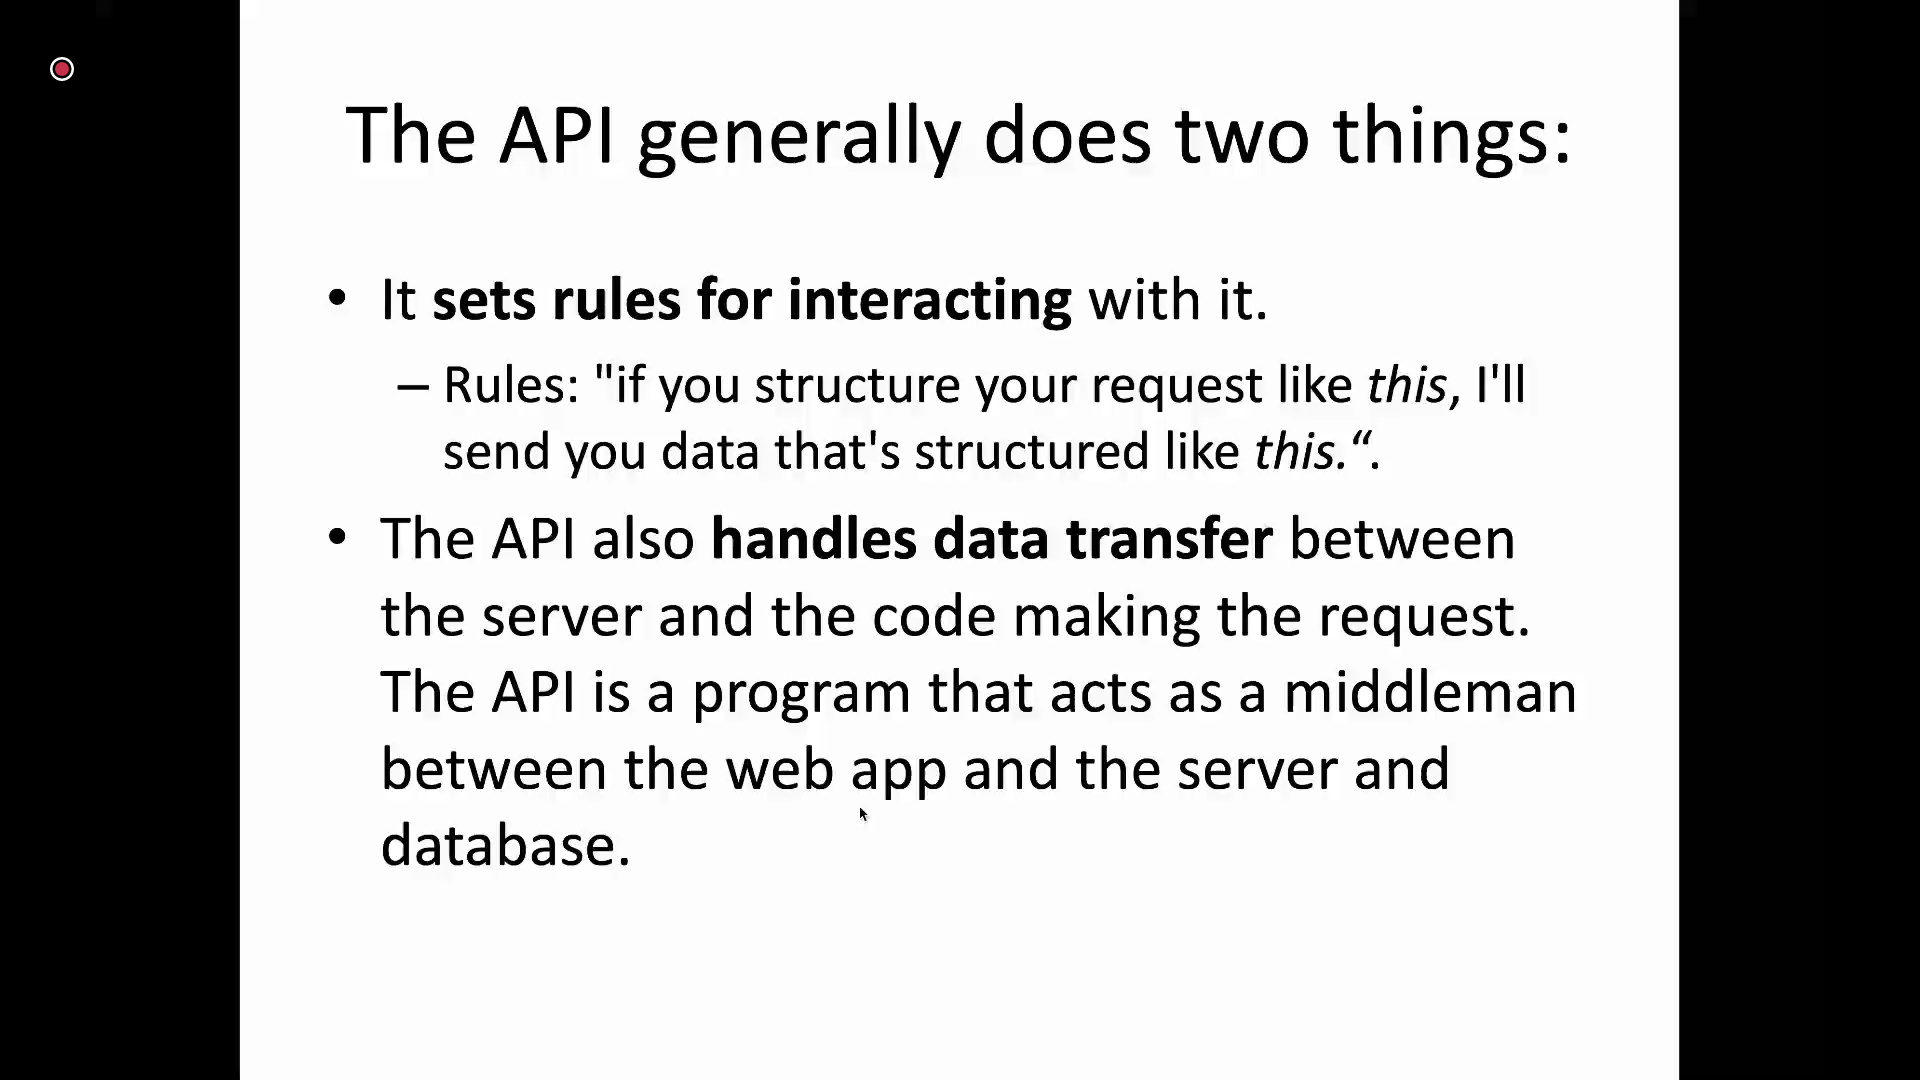 The API generally does two things:
• It sets rules for interacting with it.
– Rules: "if you structure your request like this, I'll
send you data that's structured like this.“.
• The API also handles data transfer between
the server and the code making the request.
The API is a program that acts as a middleman
between the web app and the server and
database.